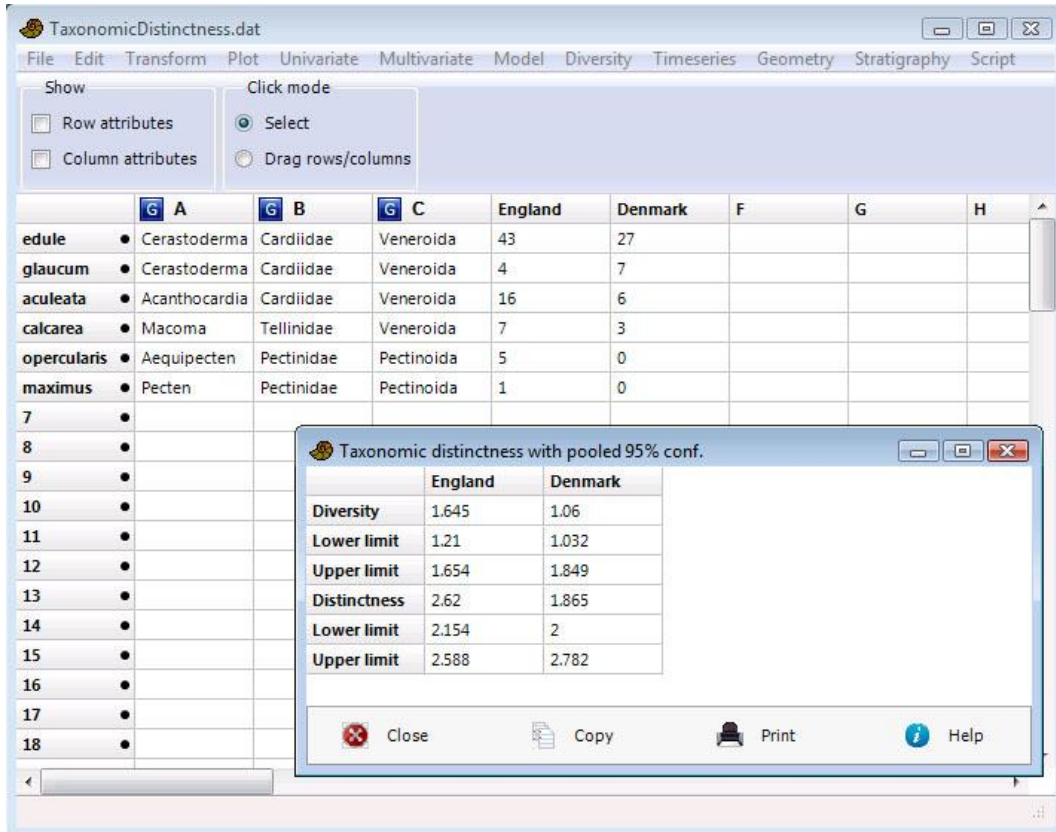 TaxonomicDistinctness.dat
File Edit Transform Plot Univariate Multivariate Model Diversity Timeseries Geometry Stratigraphy Script
Show Click mode
Row attributes Select
Column attributes Drag rows/columns
G A G B G C England Denmark F G H
edule Cerastoderma Cardiidae Veneroida 43 27
glaucum Cerastoderma Cardiidae Veneroida 4 7
aculeata Acanthocardia Cardiidae Veneroida 16 6
calcarea Macoma Tellinidae Veneroida 7 3
opercularis Aequipecten Pectinidae Pectinoida 5 0
maximus Pecten Pectinidae Pectinoida 1 0
7
8
9
10
11
12
13
14
15
16
17
18
Taxonomic distinctness with pooled 95% conf.
England Denmark
Diversity 1.645 1.06
Lower limit 1.21 1.032
Upper limit 1.654 1.849
Distinctness 2.62 1.865
Lower limit 2.154 2
Upper limit 2.588 2.782
Close Copy Print Help